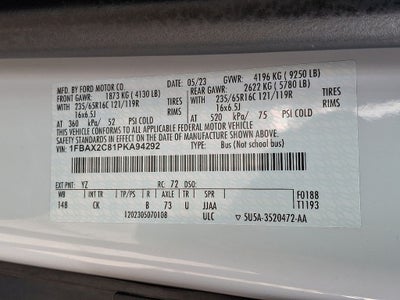 MFD. BY FORD MOTOR CO.
DATE: 05/23 GVWR: 4196 KG ( 9250 LB)
FRONT GAWR: 1873 KG ( 4130 LB) REAR GAWR: 2622 KG ( 5780 LB)
235/65R16C 121/119R TIRES 235/65R16C 121/119R TIRES
16x6.5J RIMS 16x6.5J RIMS
AT 360 kPa/ 52 PSI COLD AT 520 kPa/ 75 PSI COLD
THIS VEHICLE CONFORMS TO ALL APPLICABLE FEDERAL MOTOR VEHICLE
SAFETY STANDARDS IN EFFECT ON THE DATE OF MANUFACTURE SHOWN ABOVE.
VIN: 1FBAX2C81PKA94292 TYPE: Bus (Not school bus)
EXT PNT: YZ RC: 72 DSO: F0188
WB INT TR TP/PS R AXLE TR SPR T1193
148 CK B 73 U JJAA
1202305070108 ULC 5U5A-3520472-AA